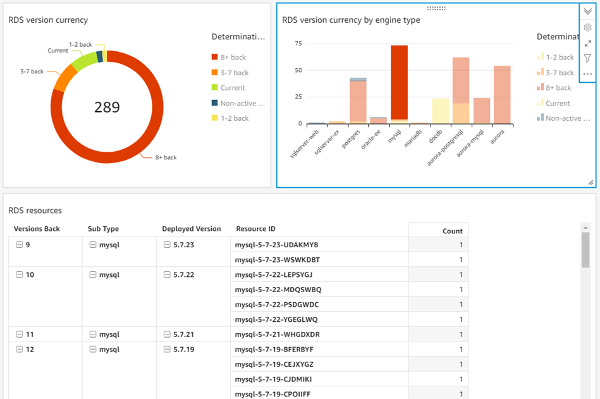 RDS version currency
Determinati...
1-2 back
Current
3-7 back
289
8+ back
8+ back
3-7 back
Current
Non-active ...
1-2 back
RDS version currency by engine type
75
50
25
0
sqlserver-web
sqlserver-ex
postgres
oracle-ee
mysql
mariadb
docdb
aurora-postgresql
aurora-mysql
aurora
Determinat
1-2 back
3-7 back
8+ back
Current
Non-active ...
RDS resources
Versions Back Sub Type Deployed Version Resource ID Count
9 mysql 5.7.23 mysql-5-7-23-UDAKMYB 1
mysql-5-7-23-WSWKDBT 1
10 mysql 5.7.22 mysql-5-7-22-LEPSYGJ 1
mysql-5-7-22-MDQSWBQ 1
mysql-5-7-22-PSDGWDC 1
mysql-5-7-22-YGEGLWQ 1
11 mysql 5.7.21 mysql-5-7-21-WHGDXDR 1
12 mysql 5.7.19 mysql-5-7-19-BFERBYF 1
mysql-5-7-19-CEJXYGZ 1
mysql-5-7-19-CJDMIKI 1
mysql-5-7-19-CPOIIFF 1